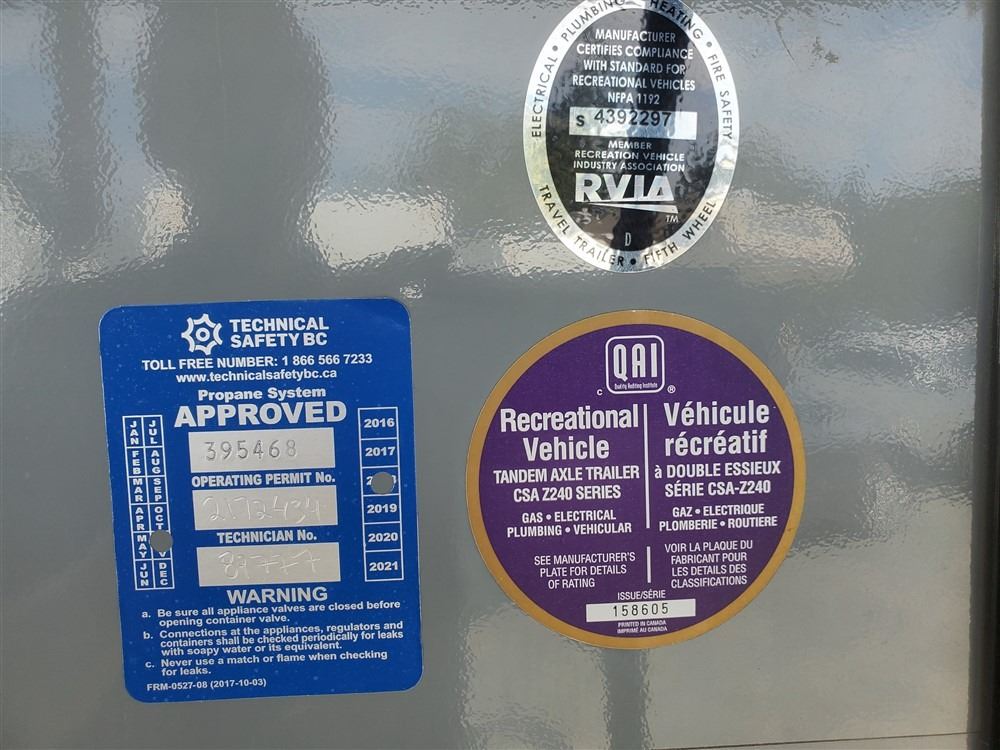 ELECTRICAL • PLUMBING • HEATING • FIRE SAFETY
MANUFACTURER
CERTIFIES COMPLIANCE
WITH STANDARD FOR
RECREATIONAL VEHICLES
NFPA 1192
S 4392297
MEMBER
RECREATION VEHICLE
INDUSTRY ASSOCIATION
RVIA
TM
D
TRAVEL TRAILER • FIFTH WHEEL
TECHNICAL
SAFETY BC
TOLL FREE NUMBER: 1 866 566 7233
www.technicalsafetybc.ca
Propane System
APPROVED
395468
OPERATING PERMIT No.
TECHNICIAN No.
JAN FEB MAR APR MAY JUN
JUL AUG SEP OCT DEC
2016
2017
2019
2020
2021
WARNING
a. Be sure all appliance valves are closed before
opening container valve.
b. Connections at the appliances, regulators and
containers shall be checked periodically for leaks
with soapy water or its equivalent.
c. Never use a match or flame when checking
for leaks.
FRM-0527-08 (2017-10-03)
QAI
Quality Auditing Institute
C ®
Recreational
Vehicle
TANDEM AXLE TRAILER
CSA Z240 SERIES
GAS • ELECTRICAL
PLUMBING • VEHICULAR
SEE MANUFACTURER'S
PLATE FOR DETAILS
OF RATING
Véhicule
récréatif
à DOUBLE ESSIEUX
SÉRIE CSA-Z240
GAZ • ELECTRIQUE
PLOMBERIE • ROUTIERE
VOIR LA PLAQUE DU
FABRICANT POUR
LES DETAILS DES
CLASSIFICATIONS
ISSUE/SÉRIE
158605
PRINTED IN CANADA
IMPRIMÉ AU CANADA